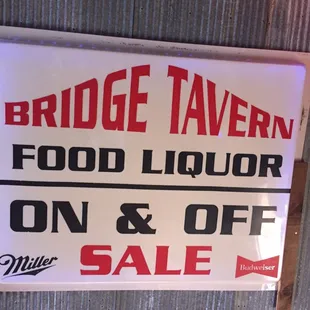 BRIDGE TAVERN
FOOD LIQUOR
ON & OFF
Miller SALE Budweiser